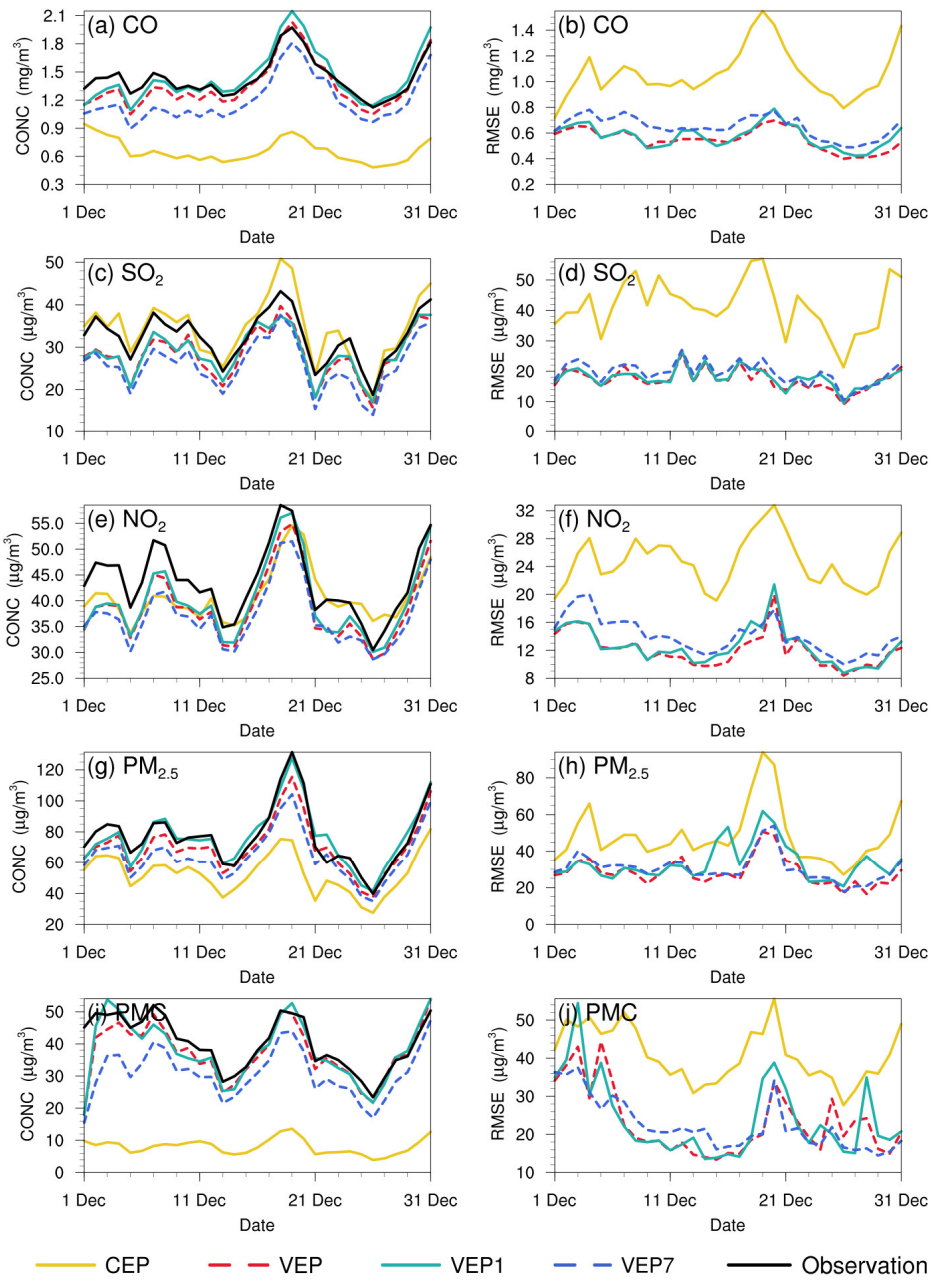 (a) CO
CONC (mg/m³)
2.1
1.8
1.5
1.2
0.9
0.6
0.3
1 Dec 11 Dec 21 Dec 31 Dec
Date
(b) CO
RMSE (mg/m³)
1.4
1.2
1.0
0.8
0.6
0.4
0.2
1 Dec 11 Dec 21 Dec 31 Dec
Date
(c) SO₂
CONC (µg/m³)
50
40
30
20
10
1 Dec 11 Dec 21 Dec 31 Dec
Date
(d) SO₂
RMSE (µg/m³)
50
40
30
20
10
0
1 Dec 11 Dec 21 Dec 31 Dec
Date
(e) NO₂
CONC (µg/m³)
55.0
50.0
45.0
40.0
35.0
30.0
25.0
1 Dec 11 Dec 21 Dec 31 Dec
Date
(f) NO₂
RMSE (µg/m³)
32
28
24
20
16
12
8
1 Dec 11 Dec 21 Dec 31 Dec
Date
(g) PM₂.₅
CONC (µg/m³)
120
100
80
60
40
20
1 Dec 11 Dec 21 Dec 31 Dec
Date
(h) PM₂.₅
RMSE (µg/m³)
80
60
40
20
0
1 Dec 11 Dec 21 Dec 31 Dec
Date
(i) PMC
CONC (µg/m³)
50
40
30
20
10
0
1 Dec 11 Dec 21 Dec 31 Dec
Date
(j) PMC
RMSE (µg/m³)
50
40
30
20
10
1 Dec 11 Dec 21 Dec 31 Dec
Date
CEP VEP VEP1 VEP7 Observation